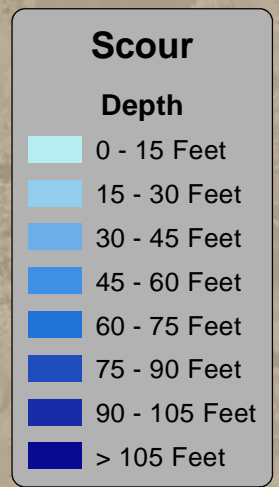 Scour
Depth
0 - 15 Feet
15 - 30 Feet
30 - 45 Feet
45 - 60 Feet
60 - 75 Feet
75 - 90 Feet
90 - 105 Feet
> 105 Feet